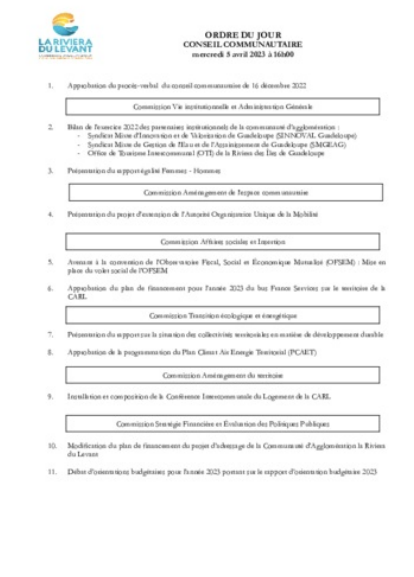 LA RIVIERA
DU LEVANT
ORDRE DU JOUR
CONSEIL COMMUNAUTAIRE
mercredi 5 avril 2023 à 16h00
1. Approbation du procès-verbal du conseil communautaire de 16 décembre 2022
Commission Vie institutionnelle et Administration Générale
2. Bilan de l'exercice 2022 des partenaires institutionnels de la communauté d'agglomération :
- Syndicat Mixte d'Innovation et de Valorisation de Guadeloupe (SINNOVAL Guadeloupe)
- Syndicat Mixte de Gestion de l'Eau et de l'Assainissement de Guadeloupe (SMGEAG)
- Office de Tourisme Intercommunal (OTI) de la Riviera des Îles de Guadeloupe
3. Présentation du rapport égalité Femmes - Hommes
Commission Aménagement de l'espace communautaire
4. Présentation du projet d'extension de l'Autorité Organisatrice Unique de la Mobilité
Commission Affaires sociales et Insertion
5. Avenant à la convention de l'Observatoire Fiscal, Social et Économique Mutualisé (OFSEM) : Mise en
place du volet social de l'OFSEM
6. Approbation du plan de financement pour l'année 2023 du bus France Services sur le territoire de la
CARL
Commission Transition écologique et énergétique
7. Présentation du rapport sur la situation des collectivités territoriales en matière de développement durable
8. Approbation de la programmation du Plan Climat Air Energie Territorial (PCAET)
Commission Aménagement du territoire
9. Installation et composition de la Conférence Intercommunale du Logement de la CARL
Commission Stratégie Financière et Evaluation des Politiques Publiques
10. Modification du plan de financement du projet d'adressage de la Communauté d'Agglomération la Riviera
du Levant
11. Débat d'orientations budgétaires pour l'année 2023 portant sur le rapport d'orientation budgétaire 2023